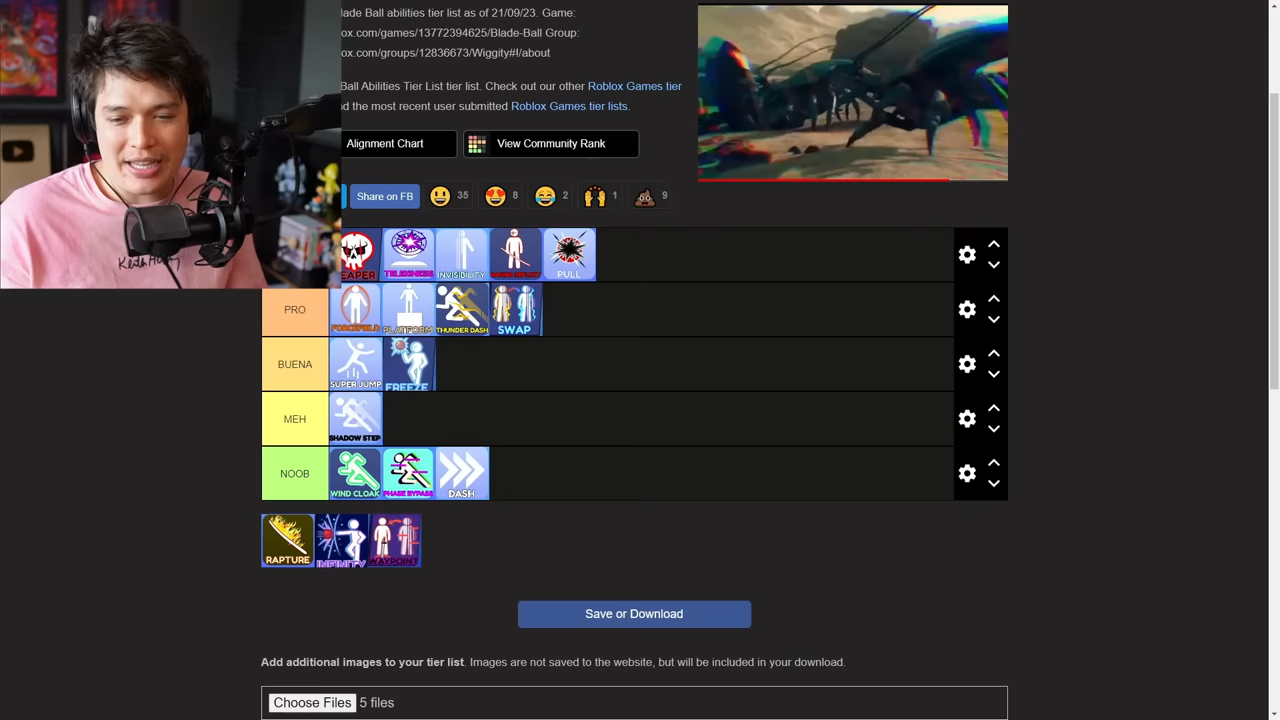 lade Ball abilities tier list as of 21/09/23. Game:
ox.com/games/13772394625/Blade-Ball Group:
ox.com/groups/12836673/Wiggity#!/about
Ball Abilities Tier List tier list. Check out our other Roblox Games tier
d the most recent user submitted Roblox Games tier lists.
Alignment Chart
View Community Rank
Share on FB
35
8
2
1
9
EAPER
TELEKINESIS
INVISIBILITY
PULL
PRO
FORCEFIELD
PLATFORM
THUNDER DASH
SWAP
BUENA
SUPER JUMP
FREEZE
MEH
SHADOW STEP
NOOB
WIND CLOAK
PHASE BYPASS
DASH
RAPTURE
INFINITY
WAYPOINT
Save or Download
Add additional images to your tier list. Images are not saved to the website, but will be included in your download.
Choose Files 5 files